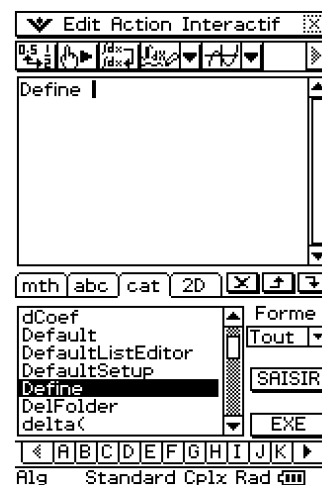 Edit Action Interactif
Define
mth abc cat 2D
dCoef
Default
DefaultListEditor
DefaultSetup
Define
DelFolder
delta(
Forme
Tout
SAISIR
EXE
A B C D E F G H I J K
Alg Standard Cplx Rad